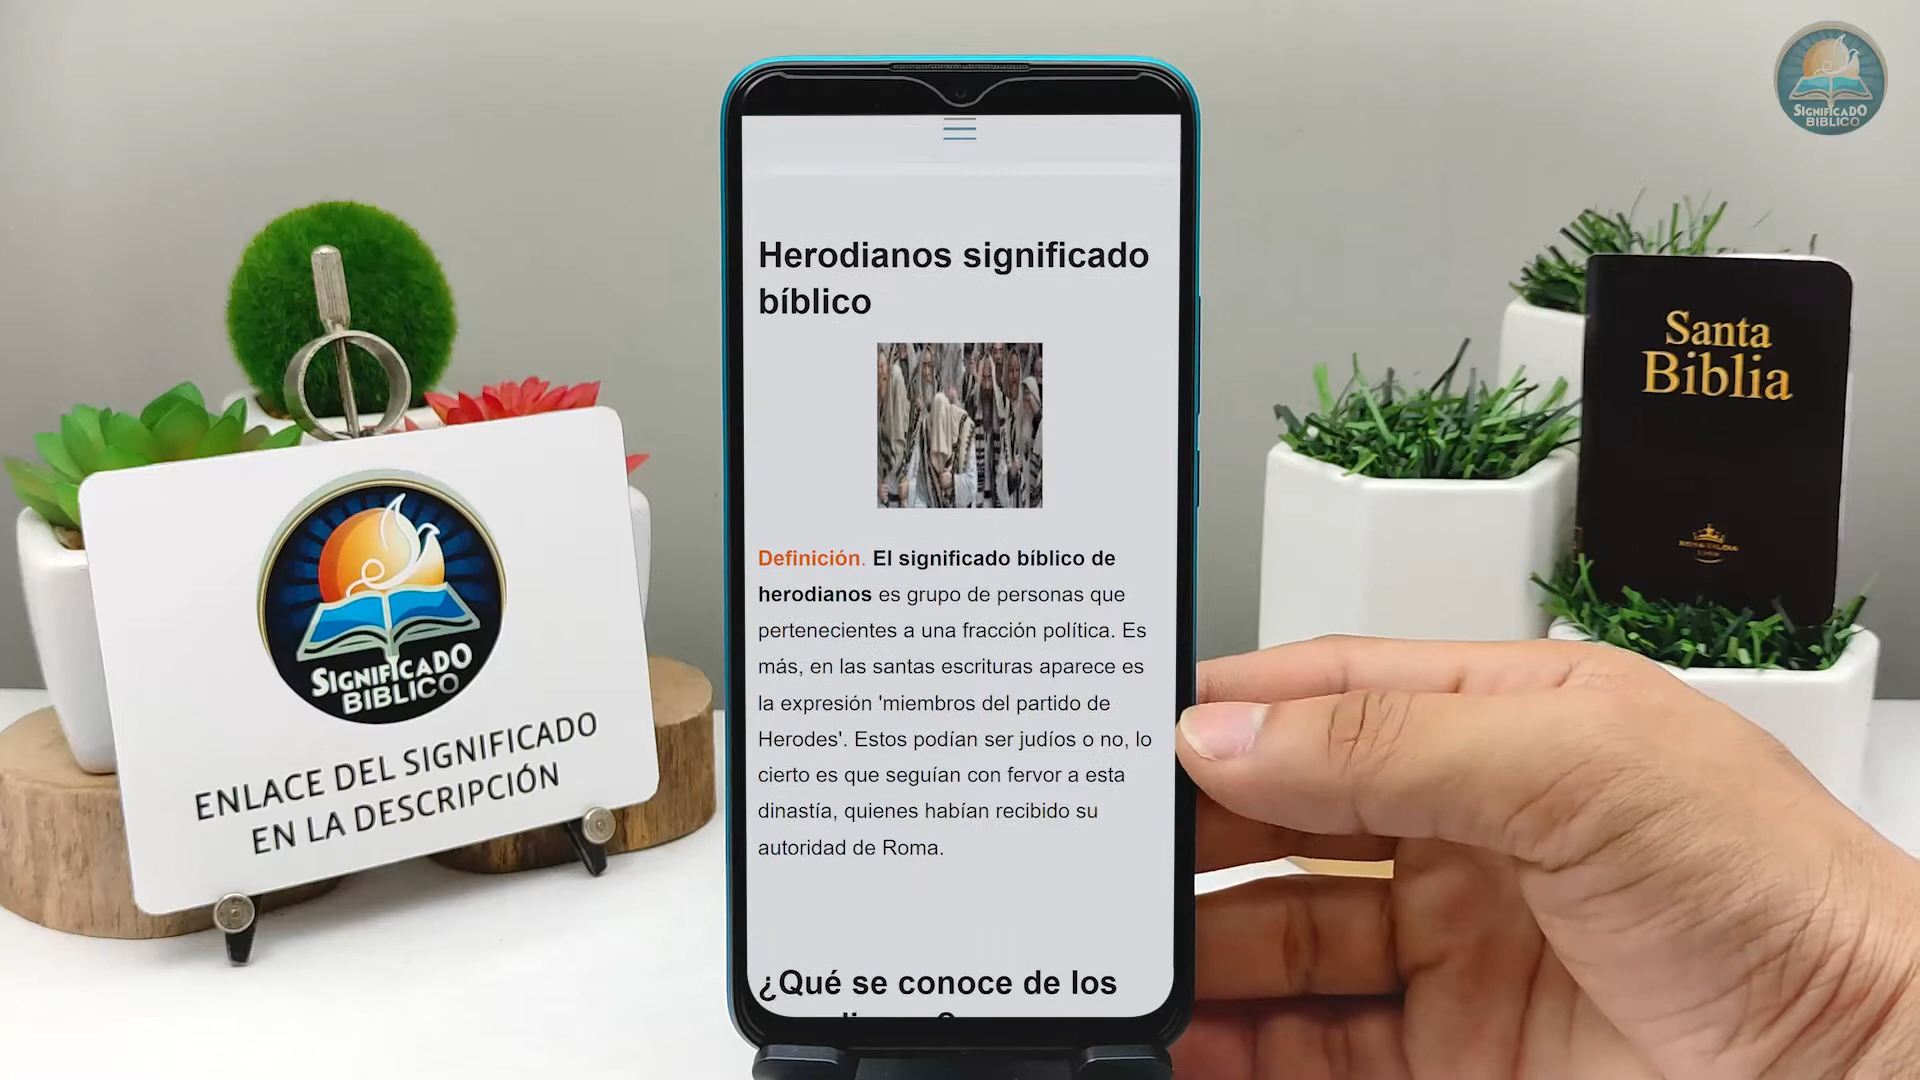 SIGNIFICADO
BIBLICO
Herodianos significado
bíblico
Definición. El significado bíblico de
herodianos es grupo de personas que
pertenecientes a una fracción política. Es
más, en las santas escrituras aparece es
la expresión 'miembros del partido de
Herodes'. Estos podían ser judíos o no, lo
cierto es que seguían con fervor a esta
dinastía, quienes habían recibido su
autoridad de Roma.
¿Qué se conoce de los
SIGNIFICADO
BIBLICO
ENLACE DEL SIGNIFICADO
EN LA DESCRIPCIÓN
Santa
Biblia